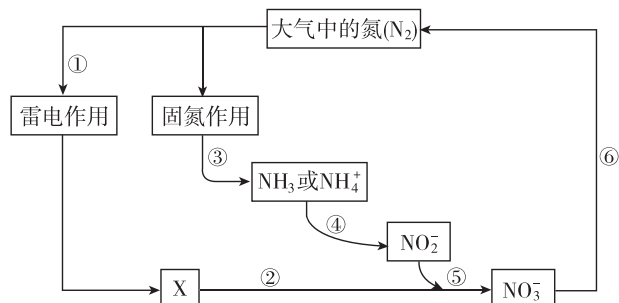 大气中的氮(N₂)
①
雷电作用
固氮作用
③
⑥
NH₃或NH₄⁺
④
NO₂⁻
X
②
⑤
NO₃⁻